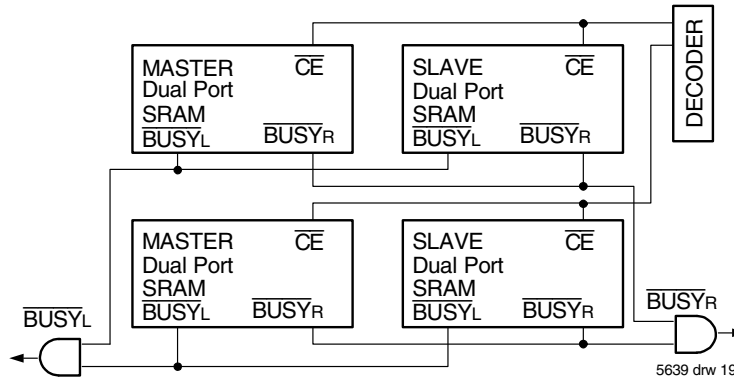 MASTER CE
Dual Port
SRAM
BUSYL BUSYR
SLAVE CE
Dual Port
SRAM
BUSYL BUSYR
DECODER
MASTER CE
Dual Port
SRAM
BUSYL BUSYR
SLAVE CE
Dual Port
SRAM
BUSYL BUSYR
BUSYL
BUSYR
5639 drw 19